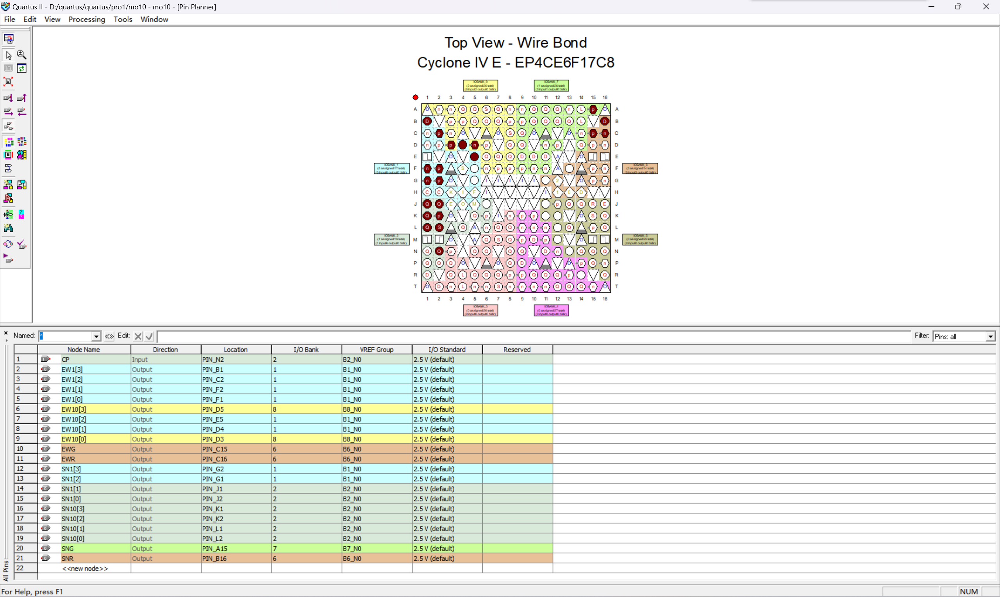 Quartus II - D:/quartus/quartus/pro1/mo10 - mo10 - [Pin Planner]
File Edit View Processing Tools Window
Top View - Wire Bond
Cyclone IV E - EP4CE6F17C8
IOBANK_7
1 2 3 4 5 6 7 8 9 10 11 12 13 14 15 16
A A
B B
C C
D D
E E
F F
G G
H H
J J
K K
L L
M M
N N
P P
R R
T T
1 2 3 4 5 6 7 8 9 10 11 12 13 14 15 16
Named: * Edit: Filter: Pins: all
Node Name Direction Location I/O Bank VREF Group I/O Standard Reserved
1 CP Input PIN_N2 2 B2_N0 2.5 V (default)
2 EW1[3] Output PIN_B1 1 B1_N0 2.5 V (default)
3 EW1[2] Output PIN_C2 1 B1_N0 2.5 V (default)
4 EW1[1] Output PIN_F2 1 B1_N0 2.5 V (default)
5 EW1[0] Output PIN_F1 1 B1_N0 2.5 V (default)
6 EW10[3] Output PIN_D5 8 B8_N0 2.5 V (default)
7 EW10[2] Output PIN_E5 1 B1_N0 2.5 V (default)
8 EW10[1] Output PIN_D4 1 B1_N0 2.5 V (default)
9 EW10[0] Output PIN_D3 8 B8_N0 2.5 V (default)
10 EWG Output PIN_C15 6 B6_N0 2.5 V (default)
11 EWR Output PIN_C16 6 B6_N0 2.5 V (default)
12 SN1[3] Output PIN_G2 1 B1_N0 2.5 V (default)
13 SN1[2] Output PIN_G1 1 B1_N0 2.5 V (default)
14 SN1[1] Output PIN_J1 2 B2_N0 2.5 V (default)
15 SN1[0] Output PIN_J2 2 B2_N0 2.5 V (default)
16 SN10[3] Output PIN_K1 2 B2_N0 2.5 V (default)
17 SN10[2] Output PIN_K2 2 B2_N0 2.5 V (default)
18 SN10[1] Output PIN_L1 2 B2_N0 2.5 V (default)
19 SN10[0] Output PIN_L2 2 B2_N0 2.5 V (default)
20 SNG Output PIN_A15 7 B7_N0 2.5 V (default)
21 SNR Output PIN_B16 6 B6_N0 2.5 V (default)
22 <<new node>>
All Pins
For Help, press F1
NUM